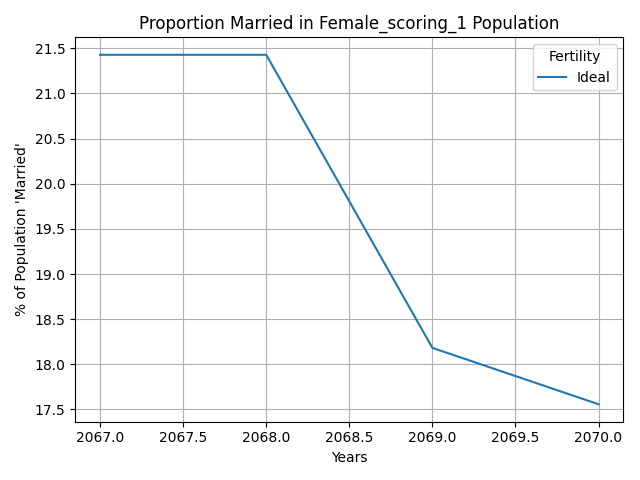 Proportion Married in Female_scoring_1 Population
Fertility
Ideal
% of Population 'Married'
21.5
21.0
20.5
20.0
19.5
19.0
18.5
18.0
17.5
2067.0 2067.5 2068.0 2068.5 2069.0 2069.5 2070.0
Years